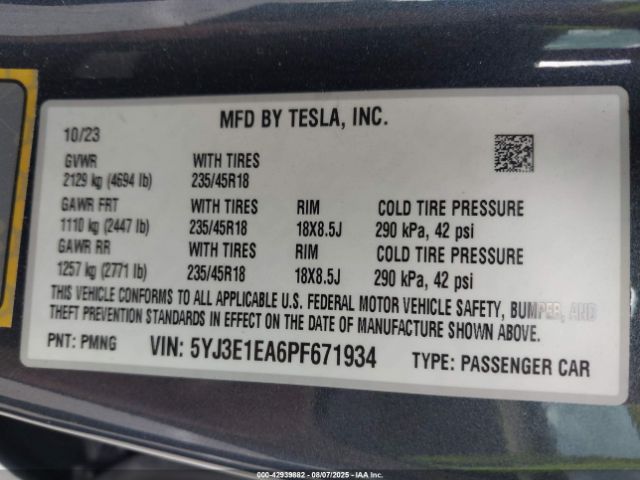 MFD BY TESLA, INC.
10/23
GVWR WITH TIRES
2129 kg (4694 lb) 235/45R18
GAWR FRT WITH TIRES RIM COLD TIRE PRESSURE
1110 kg (2447 lb) 235/45R18 18X8.5J 290 kPa, 42 psi
GAWR RR WITH TIRES RIM COLD TIRE PRESSURE
1257 kg (2771 lb) 235/45R18 18X8.5J 290 kPa, 42 psi
THIS VEHICLE CONFORMS TO ALL APPLICABLE U.S. FEDERAL MOTOR VEHICLE SAFETY, BUMPER, AND
THEFT PREVENTION STANDARDS IN EFFECT ON THE DATE OF MANUFACTURE SHOWN ABOVE.
PNT: PMNG VIN: 5YJ3E1EA6PF671934 TYPE: PASSENGER CAR
000-42939882 - 08/07/2025 - IAA Inc.